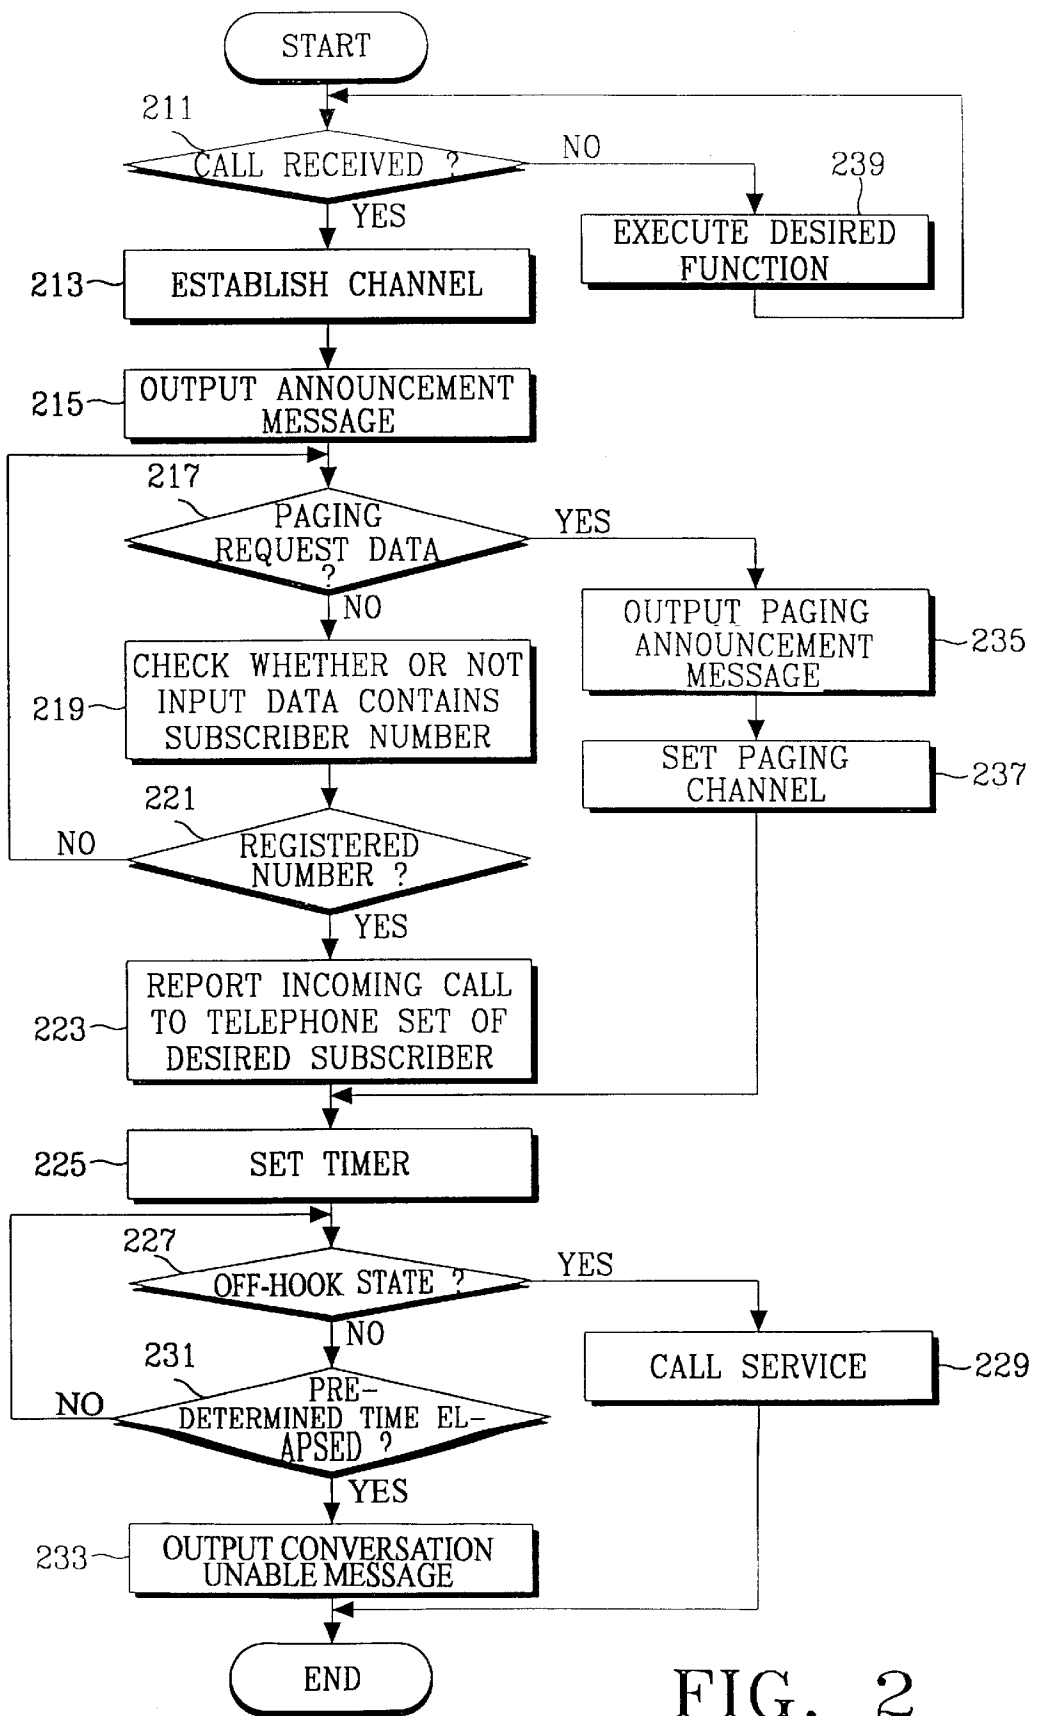 START
211
CALL RECEIVED ?
NO
YES
239
EXECUTE DESIRED
FUNCTION
213
ESTABLISH CHANNEL
215
OUTPUT ANNOUNCEMENT
MESSAGE
217
PAGING
REQUEST DATA
?
YES
NO
OUTPUT PAGING
ANNOUNCEMENT
MESSAGE
235
219
CHECK WHETHER OR NOT
INPUT DATA CONTAINS
SUBSCRIBER NUMBER
SET PAGING
CHANNEL
237
221
NO
REGISTERED
NUMBER ?
YES
223
REPORT INCOMING CALL
TO TELEPHONE SET OF
DESIRED SUBSCRIBER
225
SET TIMER
227
OFF-HOOK STATE ?
YES
NO
CALL SERVICE
229
231
NO
PRE-
DETERMINED TIME EL-
APSED ?
YES
233
OUTPUT CONVERSATION
UNABLE MESSAGE
END
FIG. 2